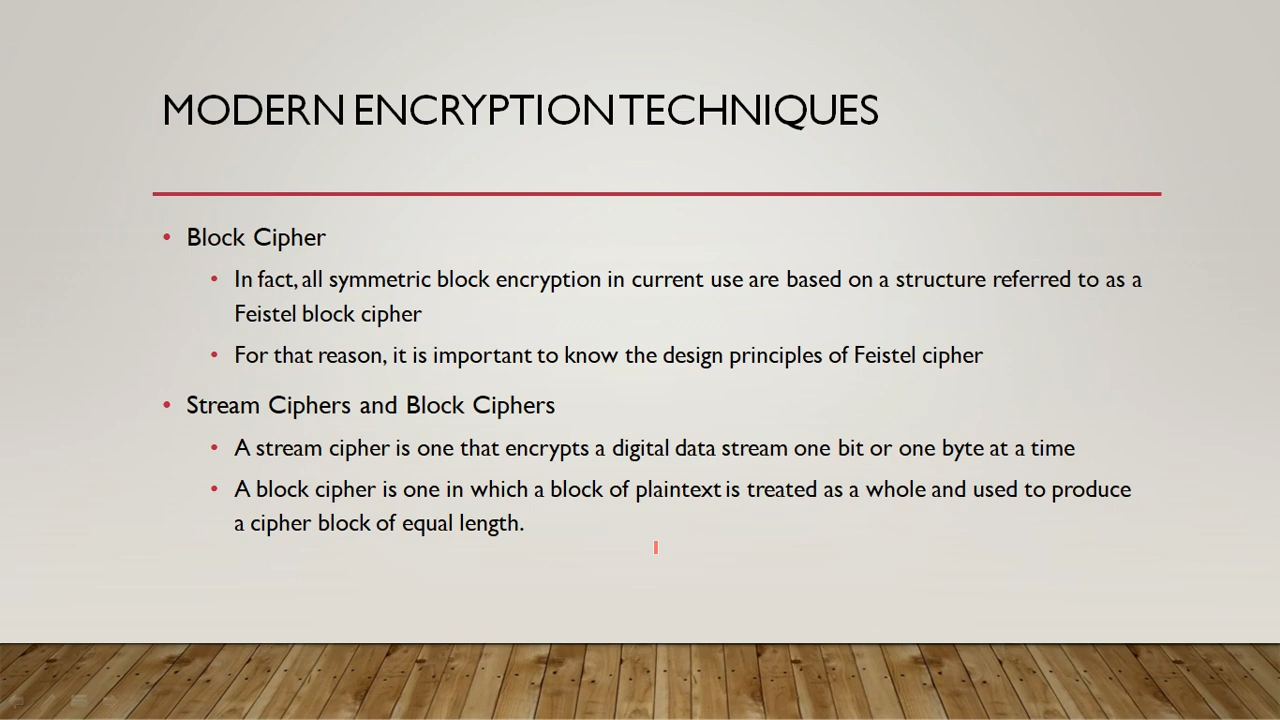 MODERN ENCRYPTION TECHNIQUES
• Block Cipher
• In fact, all symmetric block encryption in current use are based on a structure referred to as a
Feistel block cipher
• For that reason, it is important to know the design principles of Feistel cipher
• Stream Ciphers and Block Ciphers
• A stream cipher is one that encrypts a digital data stream one bit or one byte at a time
• A block cipher is one in which a block of plaintext is treated as a whole and used to produce
a cipher block of equal length.